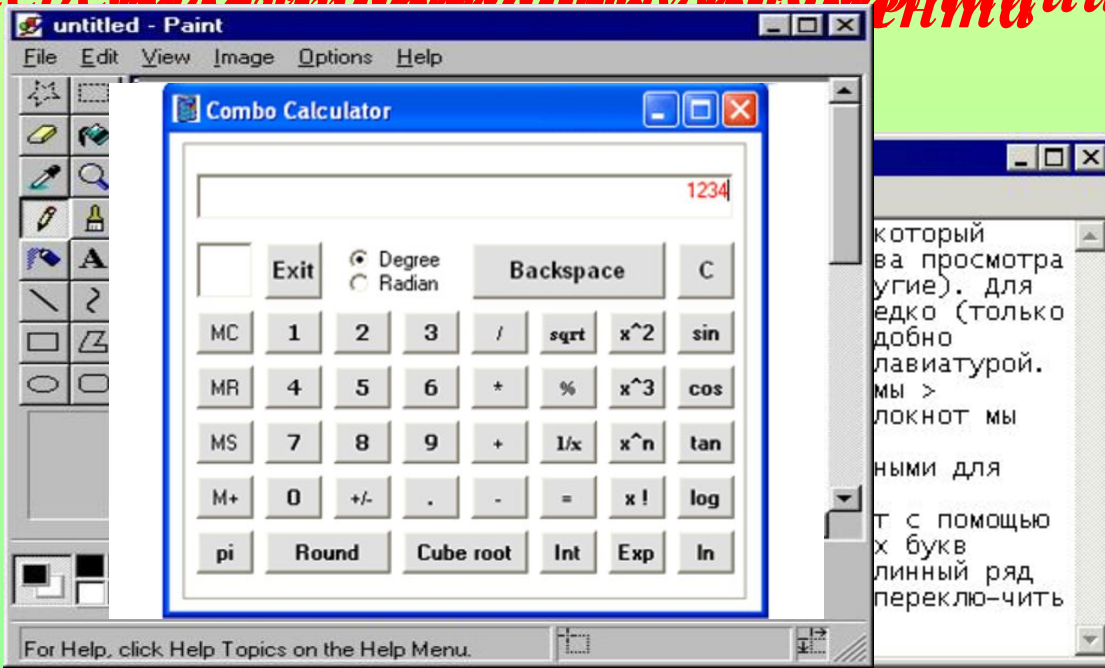 ента
untitled - Paint
File Edit View Image Options Help
Combo Calculator
1234
Exit Degree Backspace C
Radian
MC 1 2 3 / sqrt x^2 sin
MR 4 5 6 * % x^3 cos
MS 7 8 9 + 1/x x^n tan
M+ 0 +/- . - = x! log
pi Round Cube root Int Exp ln
For Help, click Help Topics on the Help Menu.
который
ва просмотра
угие). Для
едко (только
добно
лавиатурой.
мы >
локнот мы
ными для
т с помощью
х букв
линный ряд
переклю-чить